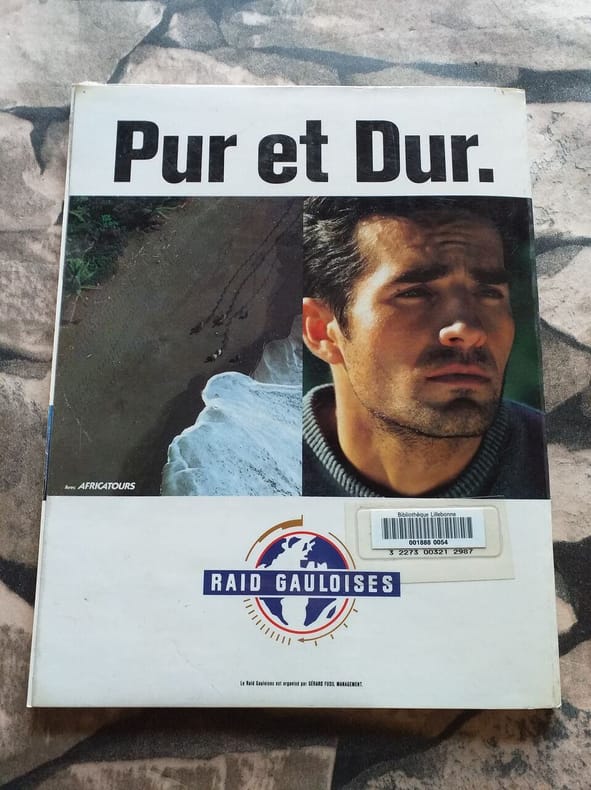 Pur et Dur.
Avec AFRICATOURS
Bibliothèque Lillebonne
001888 0054
3 2273 00321 2987
RAID GAULOISES
Le Raid Gauloises est organisé par GÉRARD FUSIL MANAGEMENT.